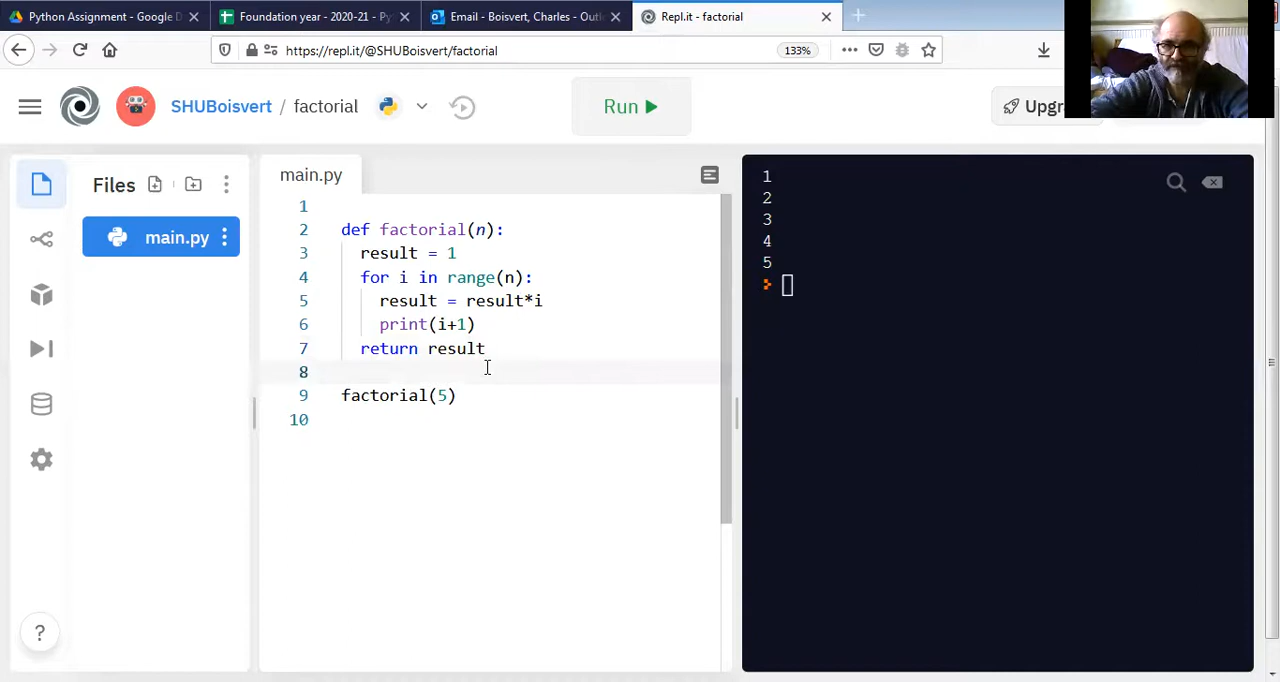 Python Assignment - Google D
Foundation year - 2020-21 - Py
Email - Boisvert, Charles - Outl
Repl.it - factorial
https://repl.it/@SHUBoisvert/factorial
133%
SHUBoisvert / factorial
Run
Upgr
Files
main.py
main.py
1
2 def factorial(n):
3 result = 1
4 for i in range(n):
5 result = result*i
6 print(i+1)
7 return result
8
9 factorial(5)
10
1
2
3
4
5
?